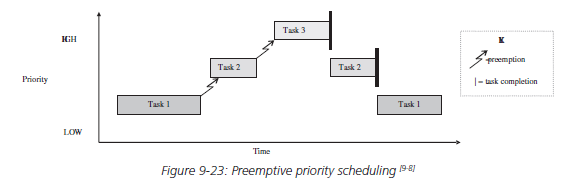 Task 3
Task 2
Task 2
Priority
Task 1
Task 1
LOW
Time
preemption
= task completion
Figure 9-23: Preemptive priority scheduling [9-8]